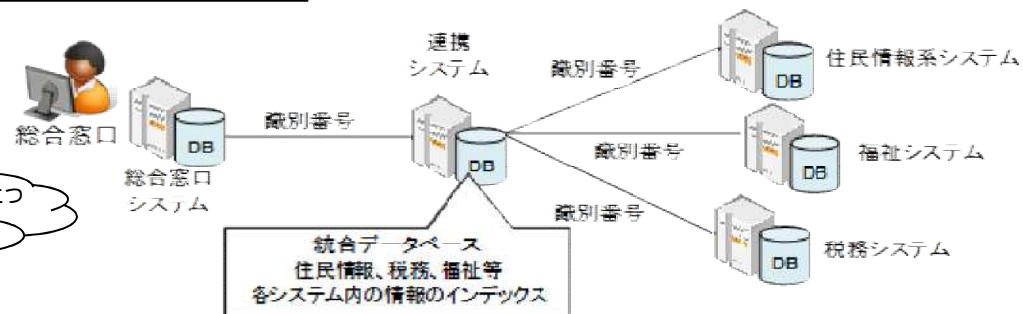 連携
システム
識別番号
住民情報系システム
DB
総合窓口
識別番号
DB
DB
識別番号
福祉システム
DB
総合窓口
システム
識別番号
統合データベース
住民情報、税務、福祉等
各システム内の情報のインデックス
税務システム
DB